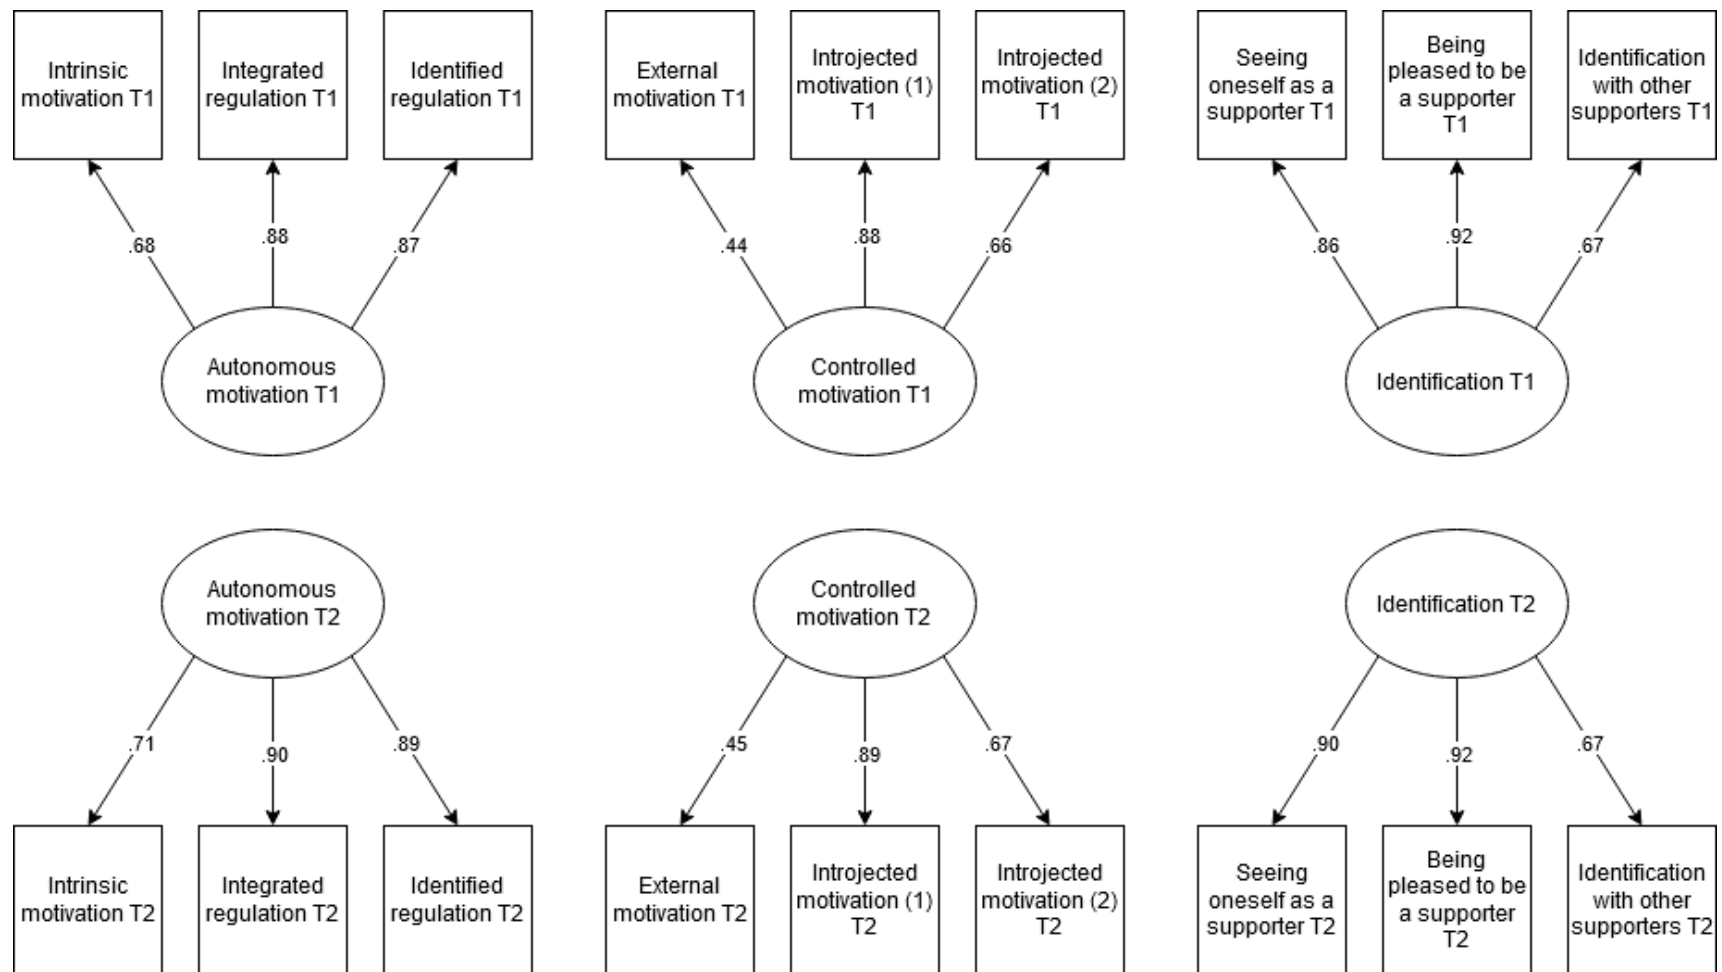 Intrinsic
motivation T1
Integrated
regulation T1
Identified
regulation T1
External
motivation T1
Introjected
motivation (1)
T1
Introjected
motivation (2)
T1
Seeing
oneself as a
supporter T1
Being
pleased to be
a supporter
T1
Identification
with other
supporters T1
.68
.88
.87
.44
.88
.66
.86
.92
.67
Autonomous
motivation T1
Controlled
motivation T1
Identification T1
Autonomous
motivation T2
Controlled
motivation T2
Identification T2
.71
.90
.89
.45
.89
.67
.90
.92
.67
Intrinsic
motivation T2
Integrated
regulation T2
Identified
regulation T2
External
motivation T2
Introjected
motivation (1)
T2
Introjected
motivation (2)
T2
Seeing
oneself as a
supporter T2
Being
pleased to be
a supporter
T2
Identification
with other
supporters T2